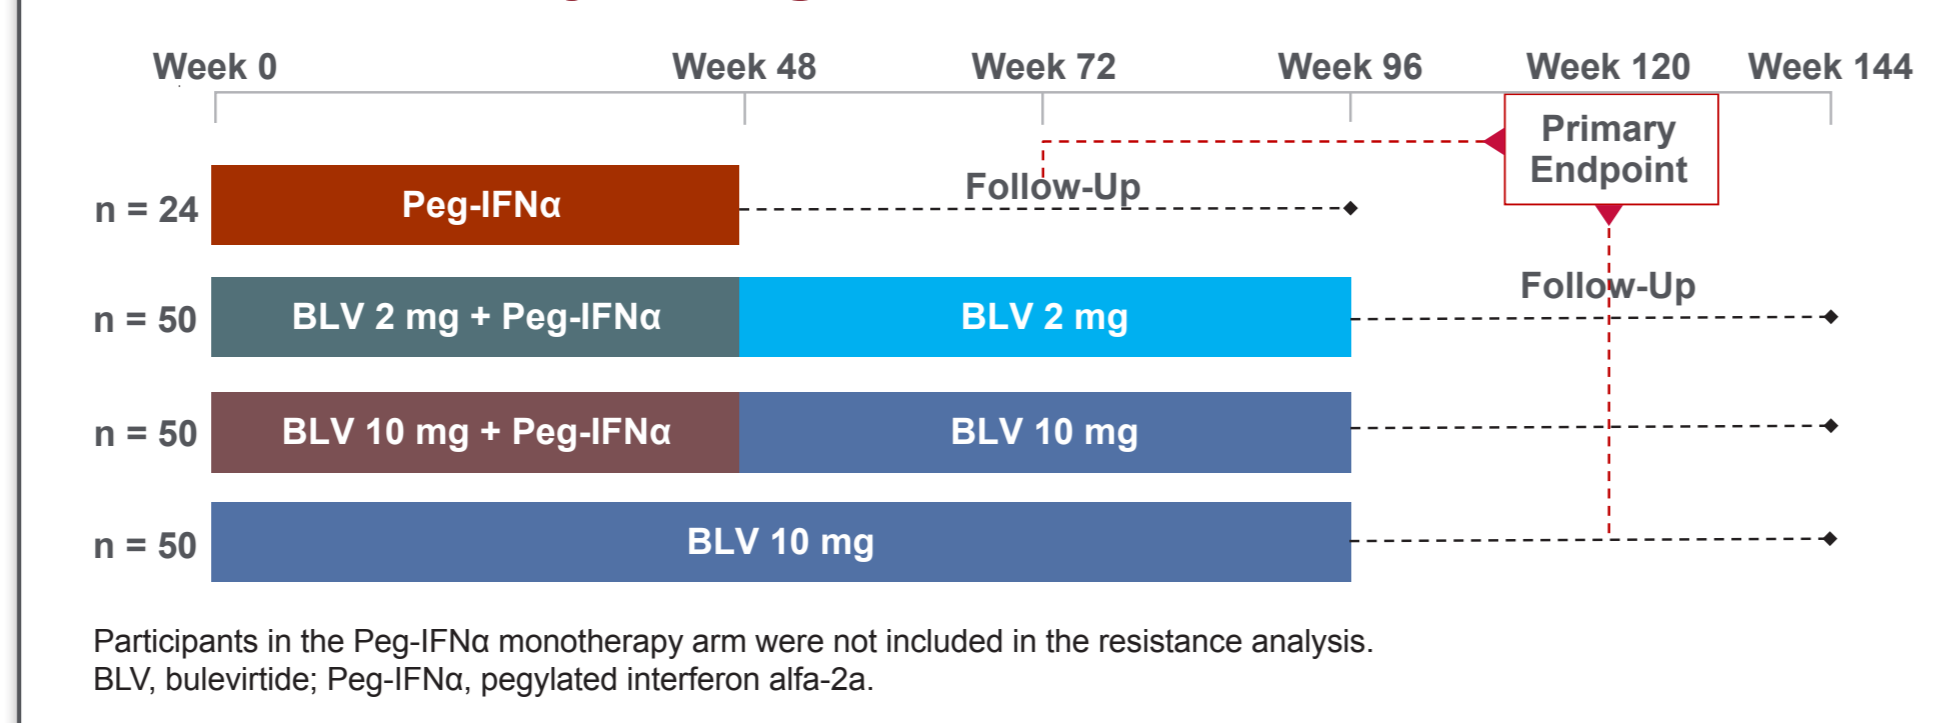 Week 0 Week 48 Week 72 Week 96 Week 120 Week 144
Primary
Endpoint
n = 24 Peg-IFNα Follow-Up
Follow-Up
n = 50 BLV 2 mg + Peg-IFNα BLV 2 mg
n = 50 BLV 10 mg + Peg-IFNα BLV 10 mg
n = 50 BLV 10 mg
Participants in the Peg-IFNα monotherapy arm were not included in the resistance analysis.
BLV, bulevirtide; Peg-IFNα, pegylated interferon alfa-2a.